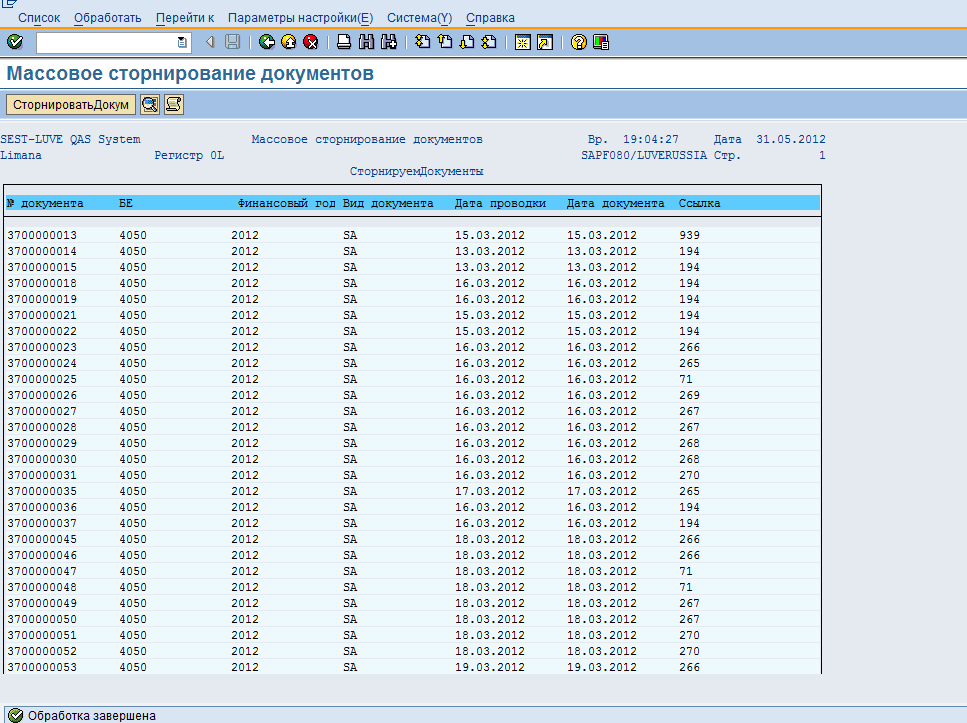 Список Обработать Перейти к Параметры настройки(E) Система(Y) Справка
Массовое сторнирование документов
СторнироватьДокум
SEST-LUVE QAS System Массовое сторнирование документов Вр. 19:04:27 Дата 31.05.2012
Limana Регистр 0L SAPF080/LUVERUSSIA Стр. 1
СторнируемДокументы
№ документа БЕ Финансовый год Вид документа Дата проводки Дата документа Ссылка
3700000013 4050 2012 SA 15.03.2012 15.03.2012 939
3700000014 4050 2012 SA 13.03.2012 13.03.2012 194
3700000015 4050 2012 SA 13.03.2012 13.03.2012 194
3700000018 4050 2012 SA 16.03.2012 16.03.2012 194
3700000019 4050 2012 SA 16.03.2012 16.03.2012 194
3700000021 4050 2012 SA 15.03.2012 15.03.2012 194
3700000022 4050 2012 SA 15.03.2012 15.03.2012 194
3700000023 4050 2012 SA 16.03.2012 16.03.2012 266
3700000024 4050 2012 SA 16.03.2012 16.03.2012 265
3700000025 4050 2012 SA 16.03.2012 16.03.2012 71
3700000026 4050 2012 SA 16.03.2012 16.03.2012 269
3700000027 4050 2012 SA 16.03.2012 16.03.2012 267
3700000028 4050 2012 SA 16.03.2012 16.03.2012 267
3700000029 4050 2012 SA 16.03.2012 16.03.2012 268
3700000030 4050 2012 SA 16.03.2012 16.03.2012 268
3700000031 4050 2012 SA 16.03.2012 16.03.2012 270
3700000035 4050 2012 SA 17.03.2012 17.03.2012 265
3700000036 4050 2012 SA 16.03.2012 16.03.2012 194
3700000037 4050 2012 SA 16.03.2012 16.03.2012 194
3700000045 4050 2012 SA 18.03.2012 18.03.2012 266
3700000046 4050 2012 SA 18.03.2012 18.03.2012 266
3700000047 4050 2012 SA 18.03.2012 18.03.2012 71
3700000048 4050 2012 SA 18.03.2012 18.03.2012 71
3700000049 4050 2012 SA 18.03.2012 18.03.2012 267
3700000050 4050 2012 SA 18.03.2012 18.03.2012 267
3700000051 4050 2012 SA 18.03.2012 18.03.2012 270
3700000052 4050 2012 SA 18.03.2012 18.03.2012 270
3700000053 4050 2012 SA 19.03.2012 19.03.2012 266
Обработка завершена